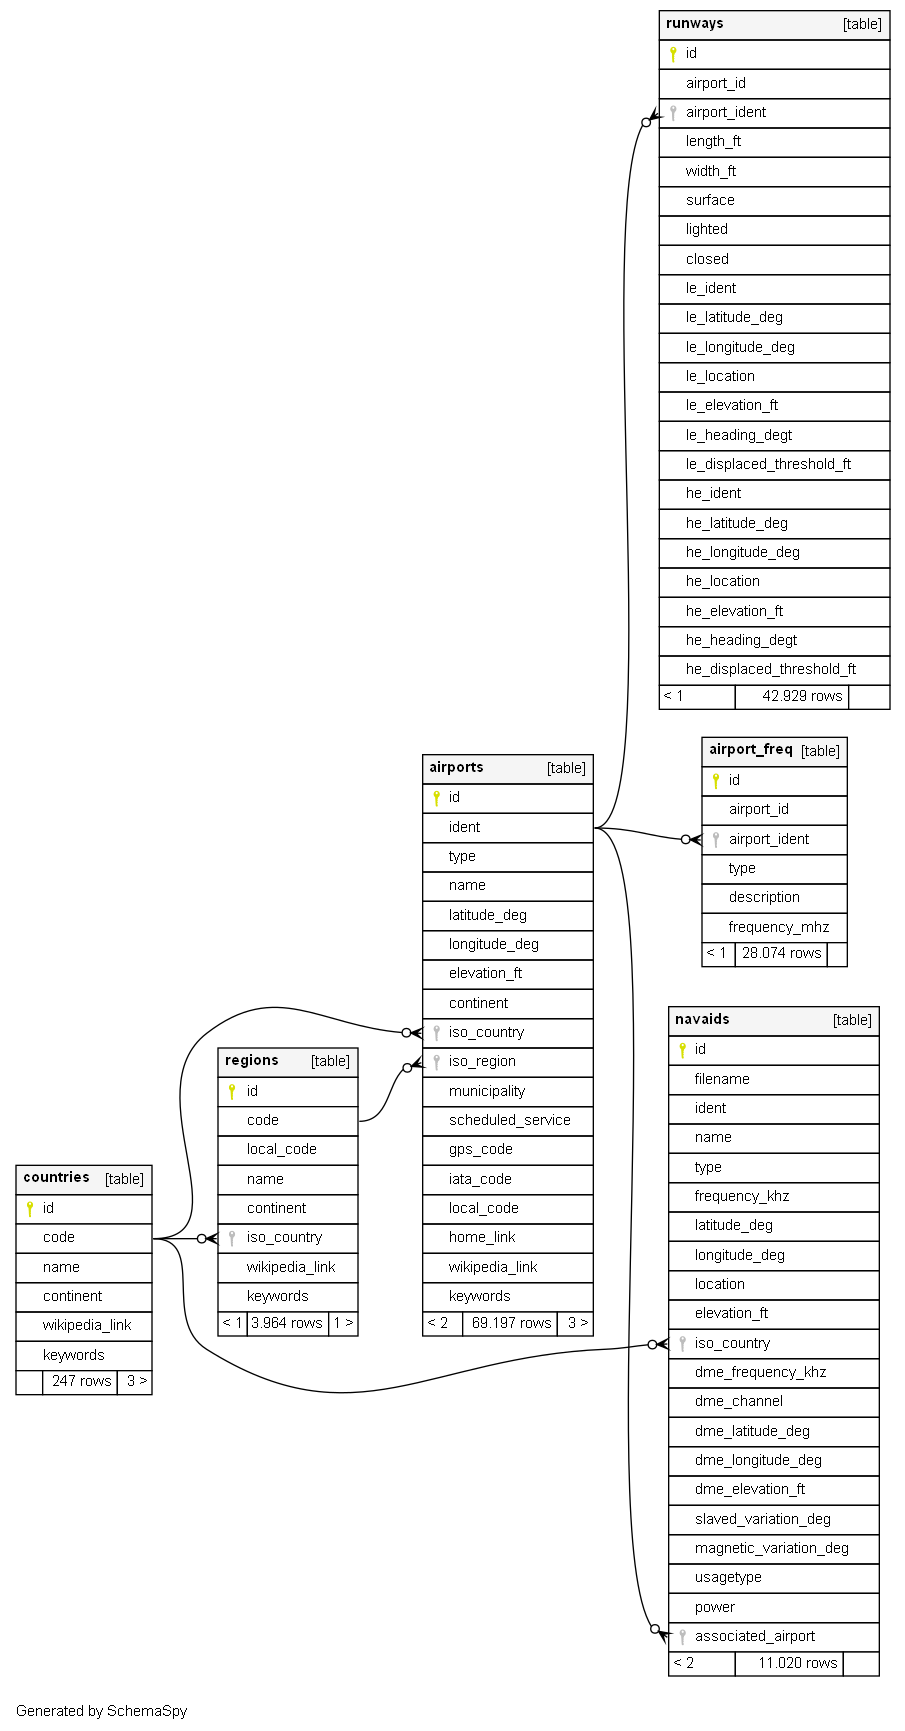 runways [table]
id
airport_id
airport_ident
length_ft
width_ft
surface
lighted
closed
le_ident
le_latitude_deg
le_longitude_deg
le_location
le_elevation_ft
le_heading_degt
le_displaced_threshold_ft
he_ident
he_latitude_deg
he_longitude_deg
he_location
he_elevation_ft
he_heading_degt
he_displaced_threshold_ft
< 1 42.929 rows
airport_freq [table]
id
airport_id
airport_ident
type
description
frequency_mhz
< 1 28.074 rows
airports [table]
id
ident
type
name
latitude_deg
longitude_deg
elevation_ft
continent
iso_country
iso_region
municipality
scheduled_service
gps_code
iata_code
local_code
home_link
wikipedia_link
keywords
< 2 69.197 rows 3 >
navaids [table]
id
filename
ident
name
type
frequency_khz
latitude_deg
longitude_deg
location
elevation_ft
iso_country
dme_frequency_khz
dme_channel
dme_latitude_deg
dme_longitude_deg
dme_elevation_ft
slaved_variation_deg
magnetic_variation_deg
usagetype
power
associated_airport
< 2 11.020 rows
regions [table]
id
code
local_code
name
continent
iso_country
wikipedia_link
keywords
< 1 3.964 rows 1 >
countries [table]
id
code
name
continent
wikipedia_link
keywords
247 rows 3 >
Generated by SchemaSpy